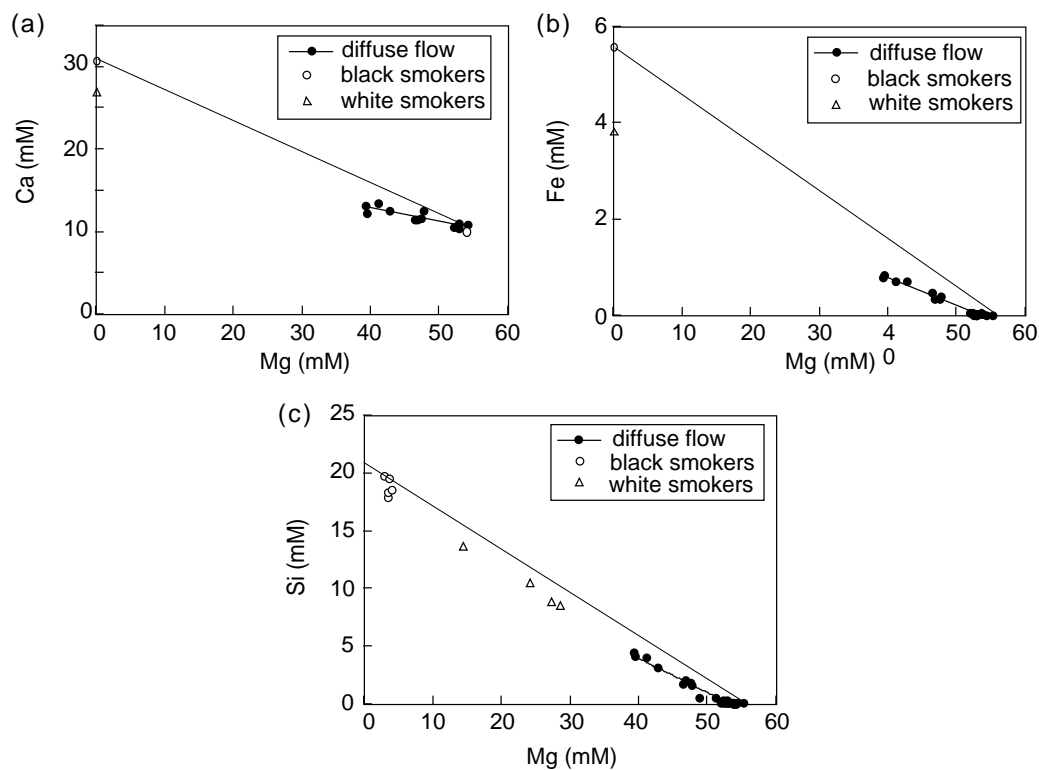 (a)
Ca (mM)
30
20
10
0
diffuse flow
black smokers
white smokers
0 10 20 30 40 50 60
Mg (mM)
(b)
Fe (mM)
6
4
2
0
diffuse flow
black smokers
white smokers
0 10 20 30 40 50 60
Mg (mM) 0
(c)
Si (mM)
25
20
15
10
5
0
diffuse flow
black smokers
white smokers
0 10 20 30 40 50 60
Mg (mM)